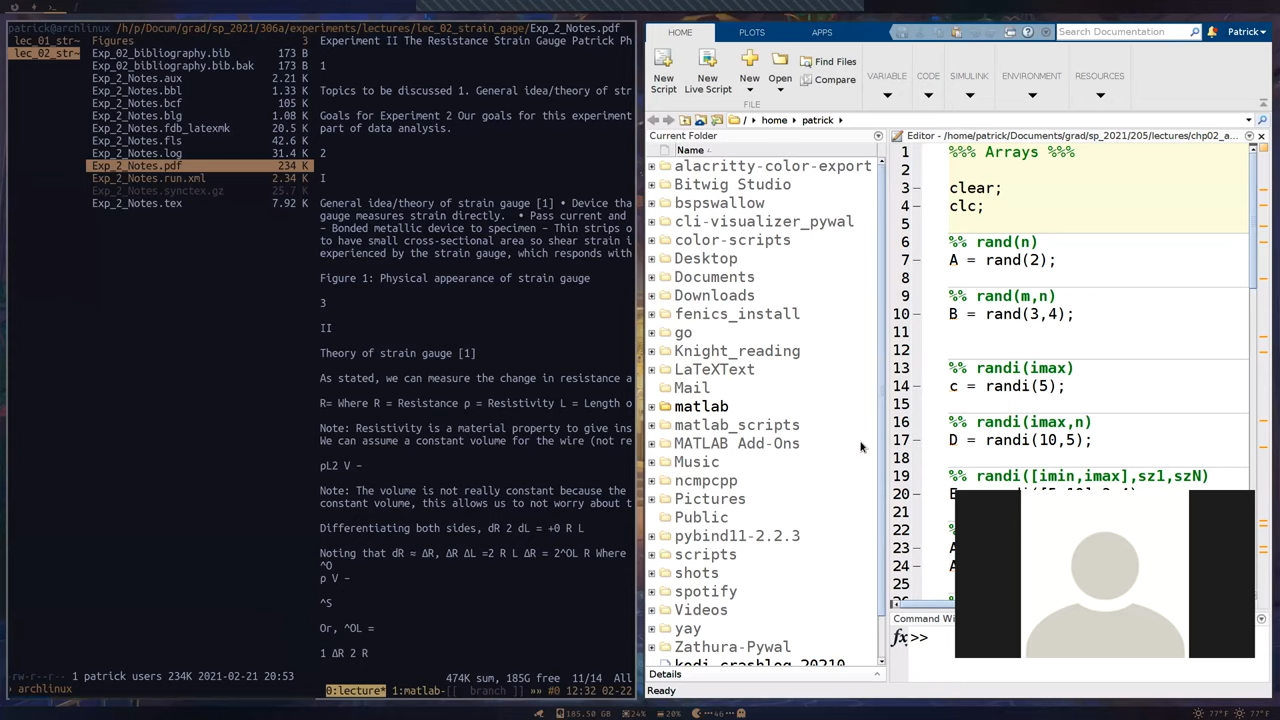 patrick@archlinux /h/p/Docum/grad/sp_2021/306a/experiments/lectures/lec_02_strain_gage/Exp_2_Notes.pdf
lec_01_str~
lec_02_str~
Figures 3
Exp_02_bibliography.bib 173 B
Exp_02_bibliography.bib.bak 173 B
Exp_2_Notes.aux 2.21 K
Exp_2_Notes.bbl 1.33 K
Exp_2_Notes.bcf 105 K
Exp_2_Notes.blg 1.08 K
Exp_2_Notes.fdb_latexmk 20.5 K
Exp_2_Notes.fls 42.6 K
Exp_2_Notes.log 31.4 K
Exp_2_Notes.pdf 234 K
Exp_2_Notes.run.xml 2.34 K
Exp_2_Notes.synctex.gz 25.7 K
Exp_2_Notes.tex 7.92 K
Experiment II The Resistance Strain Gauge Patrick Ph
1
Topics to be discussed 1. General idea/theory of str
Goals for Experiment 2 Our goals for this experiment
part of data analysis.
2
I
General idea/theory of strain gauge [1] • Device tha
gauge measures strain directly. • Pass current and
– Bonded metallic device to specimen – Thin strips o
to have small cross-sectional area so shear strain i
experienced by the strain gauge, which responds with
Figure 1: Physical appearance of strain gauge
3
II
Theory of strain gauge [1]
As stated, we can measure the change in resistance a
R= Where R = Resistance ρ = Resistivity L = Length o
Note: Resistivity is a material property to give ins
We can assume a constant volume for the wire (not re
ρL2 V −
Note: The volume is not really constant because the
constant volume, this allows us to not worry about t
Differentiating both sides, dR 2 dL = +0 R L
Noting that dR ≈ ΔR, ΔR ΔL =2 R L ΔR = 2^OL R Where
^O
ρ V −
^S
Or, ^OL =
1 ΔR 2 R
-rw-r--r-- 1 patrick users 234K 2021-02-21 20:53 474K sum, 185G free 11/14 All
archlinux 0:lecture* 1:matlab-[[ branch ]] »» #0 12:32 02-22
HOME PLOTS APPS
Search Documentation
Patrick
New Script
New Live Script
New
Open
Find Files
Compare
FILE
VARIABLE
CODE
SIMULINK
ENVIRONMENT
RESOURCES
/ home patrick
Current Folder
Name
alacritty-color-export
Bitwig Studio
bspswallow
cli-visualizer_pywal
color-scripts
Desktop
Documents
Downloads
fenics_install
go
Knight_reading
LaTeXText
Mail
matlab
matlab_scripts
MATLAB Add-Ons
Music
ncmpcpp
Pictures
Public
pybind11-2.2.3
scripts
shots
spotify
Videos
yay
Zathura-Pywal
kodi_crashlog_20210
Details
Ready
Editor - /home/patrick/Documents/grad/sp_2021/205/lectures/chp02_a...
1 %%% Arrays %%%
2
3 clear;
4 clc;
5
6 %% rand(n)
7 A = rand(2);
8
9 %% rand(m,n)
10 B = rand(3,4);
11
12
13 %% randi(imax)
14 c = randi(5);
15
16 %% randi(imax,n)
17 D = randi(10,5);
18
19 %% randi([imin,imax],sz1,szN)
20
21
22
23
24
25
Command Wi
fx >>
185.50 GB 24% 20% 46 77°F 77°F